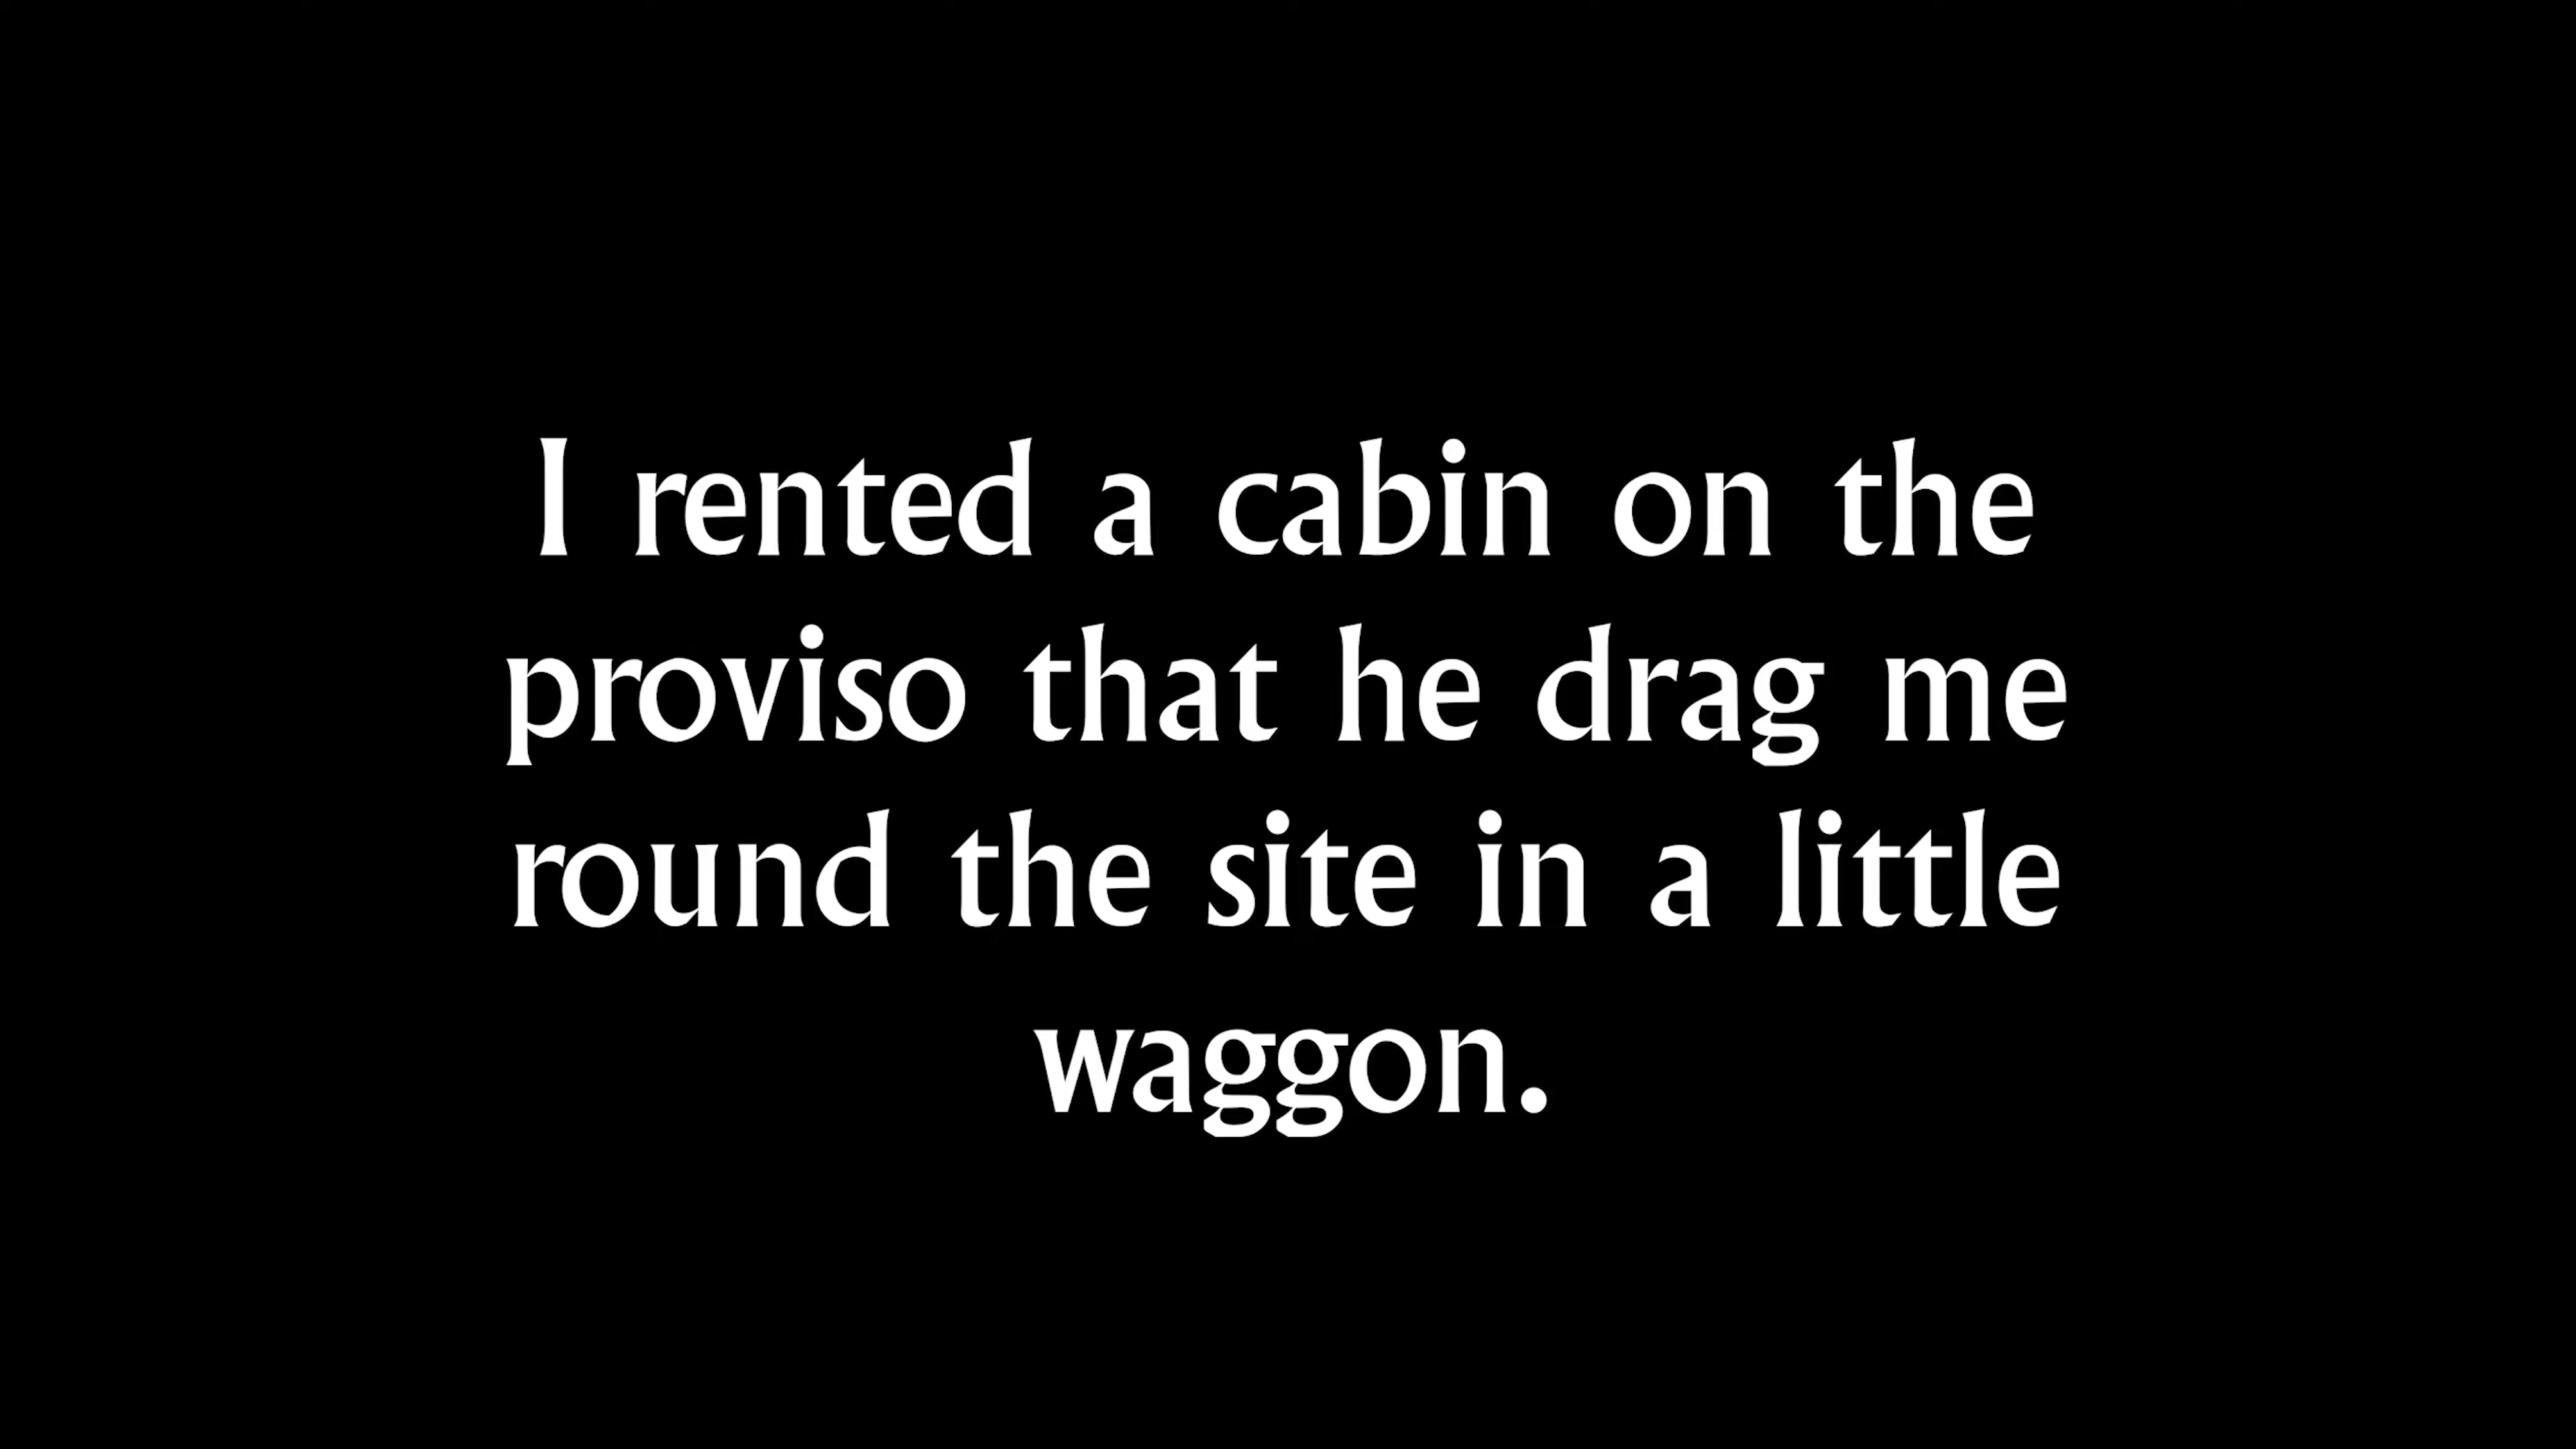 I rented a cabin on the
proviso that he drag me
round the site in a little
waggon.